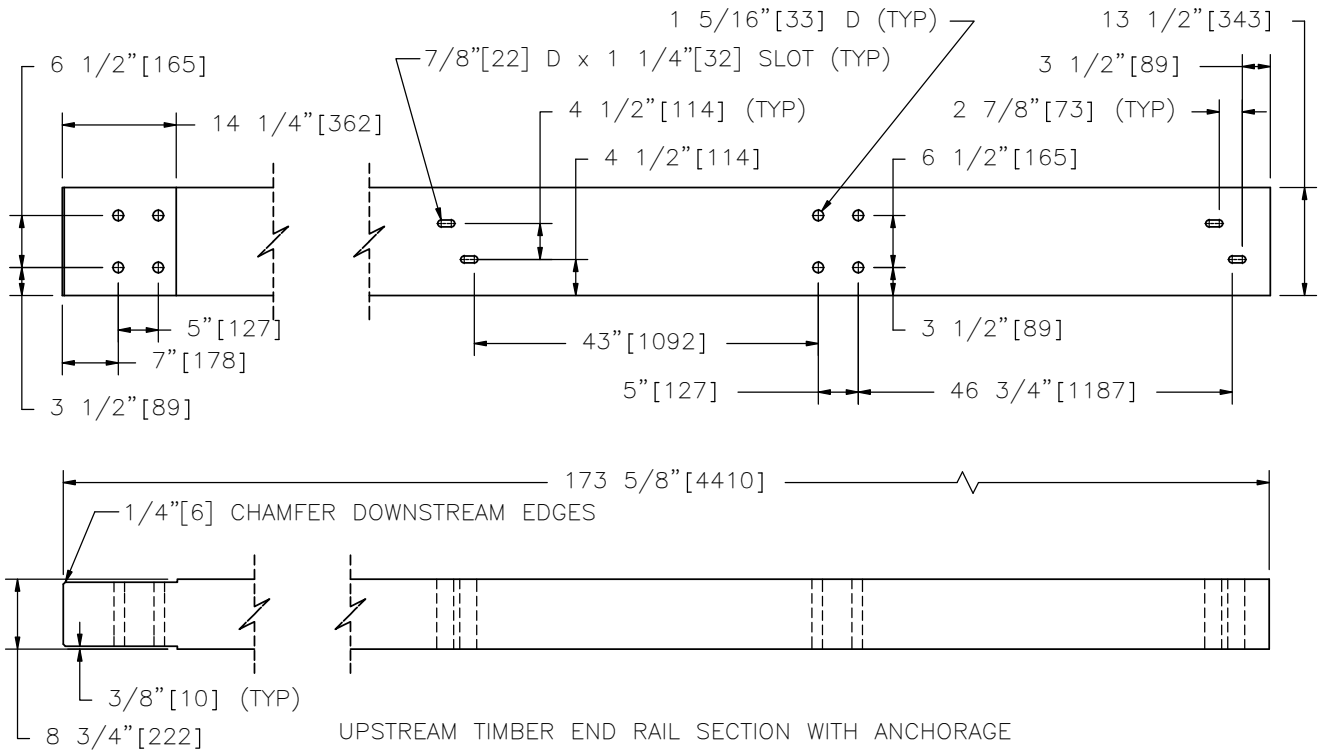 1 5/16"[33] D (TYP)
13 1/2"[343]
6 1/2"[165]
7/8"[22] D x 1 1/4"[32] SLOT (TYP)
3 1/2"[89]
4 1/2"[114] (TYP)
2 7/8"[73] (TYP)
14 1/4"[362]
4 1/2"[114]
6 1/2"[165]
5"[127]
43"[1092]
3 1/2"[89]
7"[178]
5"[127]
46 3/4"[1187]
3 1/2"[89]
173 5/8"[4410]
1/4"[6] CHAMFER DOWNSTREAM EDGES
3/8"[10] (TYP)
8 3/4"[222]
UPSTREAM TIMBER END RAIL SECTION WITH ANCHORAGE